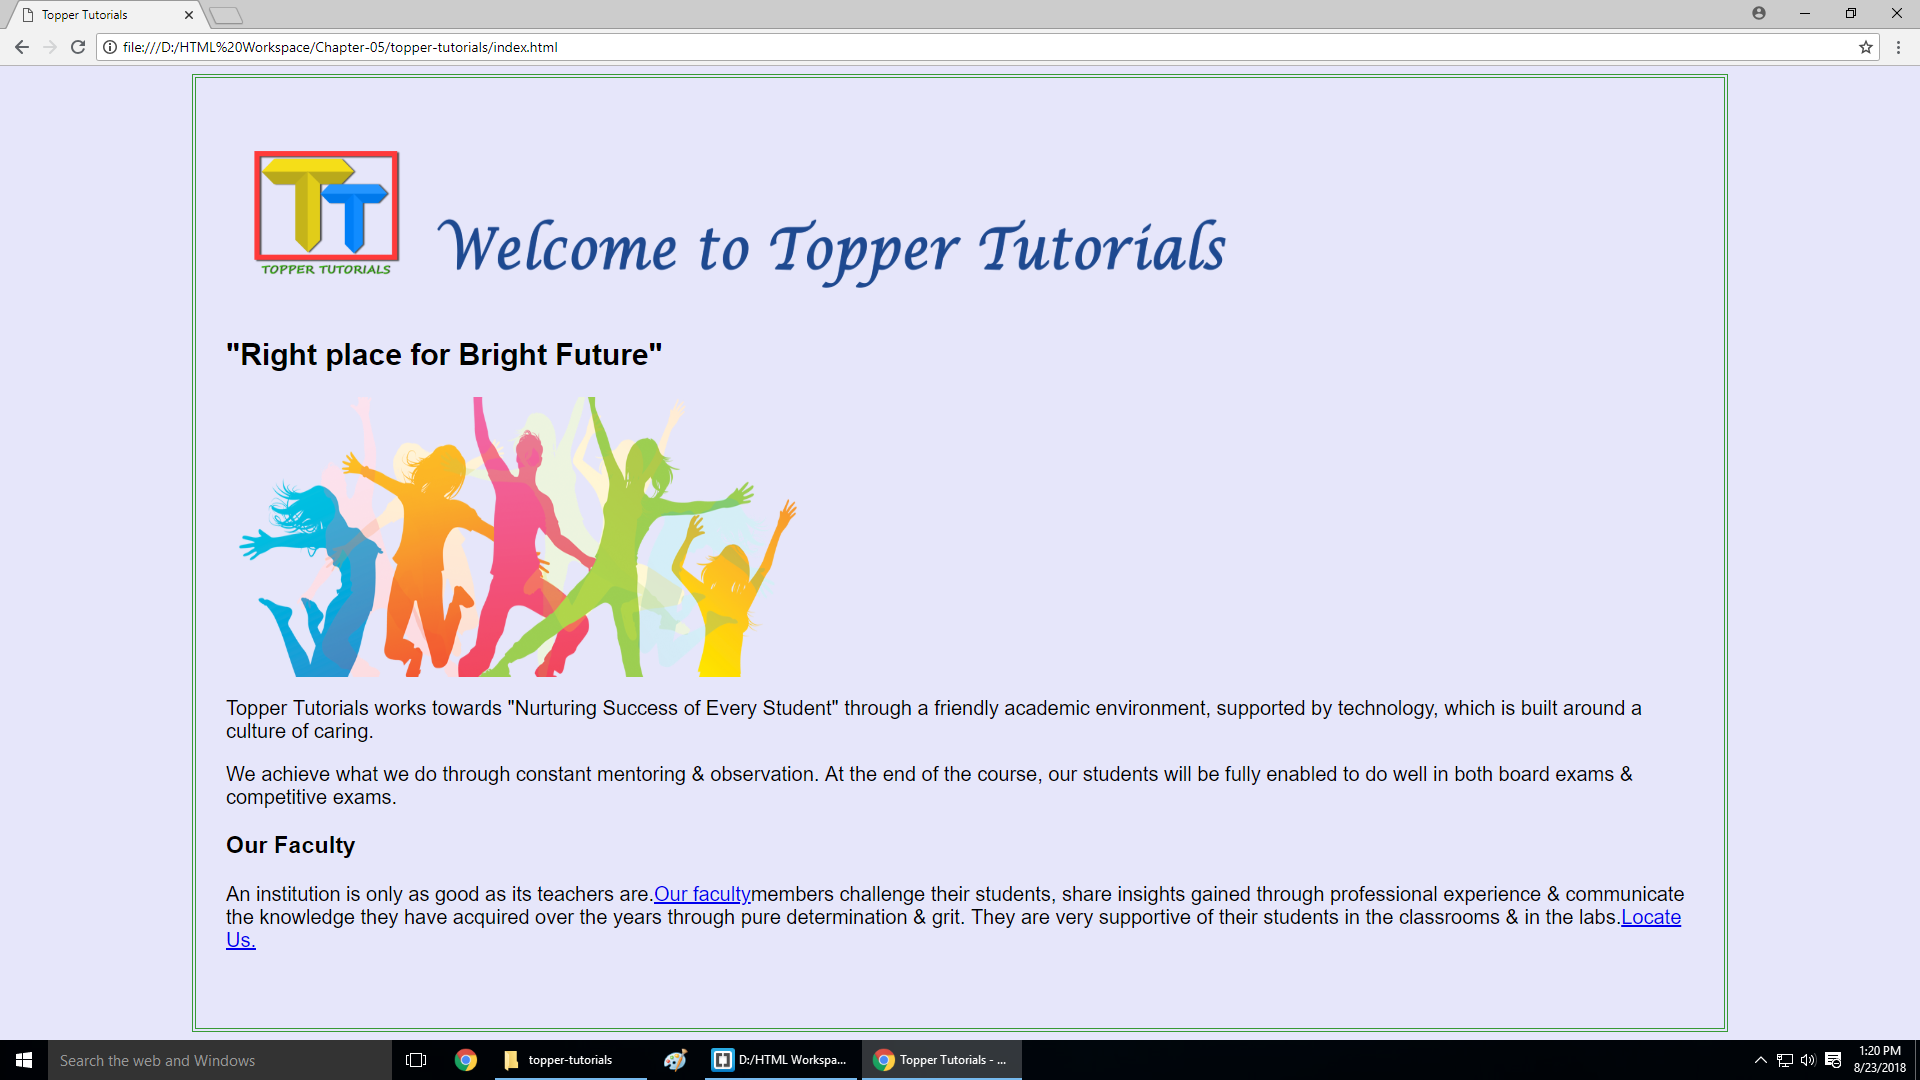 Topper Tutorials
file:///D:/HTML%20Workspace/Chapter-05/topper-tutorials/index.html
TT
TOPPER TUTORIALS
Welcome to Topper Tutorials
"Right place for Bright Future"
Topper Tutorials works towards "Nurturing Success of Every Student" through a friendly academic environment, supported by technology, which is built around a
culture of caring.
We achieve what we do through constant mentoring & observation. At the end of the course, our students will be fully enabled to do well in both board exams &
competitive exams.
Our Faculty
An institution is only as good as its teachers are.Our facultymembers challenge their students, share insights gained through professional experience & communicate
the knowledge they have acquired over the years through pure determination & grit. They are very supportive of their students in the classrooms & in the labs.Locate
Us.
Search the web and Windows
topper-tutorials
D:/HTML Workspa...
Topper Tutorials - ...
1:20 PM
8/23/2018